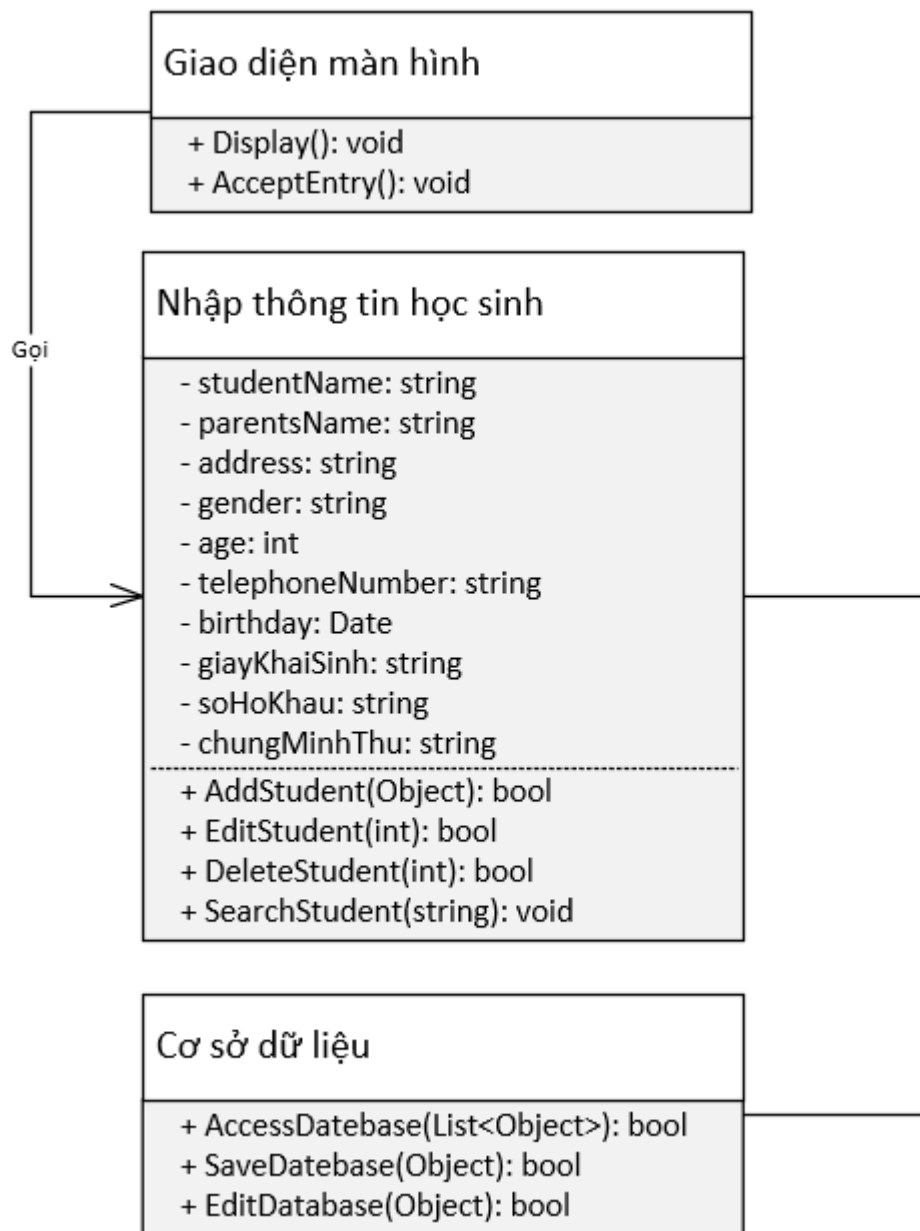 Giao diện màn hình
+ Display(): void
+ AcceptEntry(): void
Gọi
Nhập thông tin học sinh
- studentName: string
- parentsName: string
- address: string
- gender: string
- age: int
- telephoneNumber: string
- birthday: Date
- giayKhaiSinh: string
- soHoKhau: string
- chungMinhThu: string
+ AddStudent(Object): bool
+ EditStudent(int): bool
+ DeleteStudent(int): bool
+ SearchStudent(string): void
Cơ sở dữ liệu
+ AccessDatebase(List<Object>): bool
+ SaveDatebase(Object): bool
+ EditDatabase(Object): bool